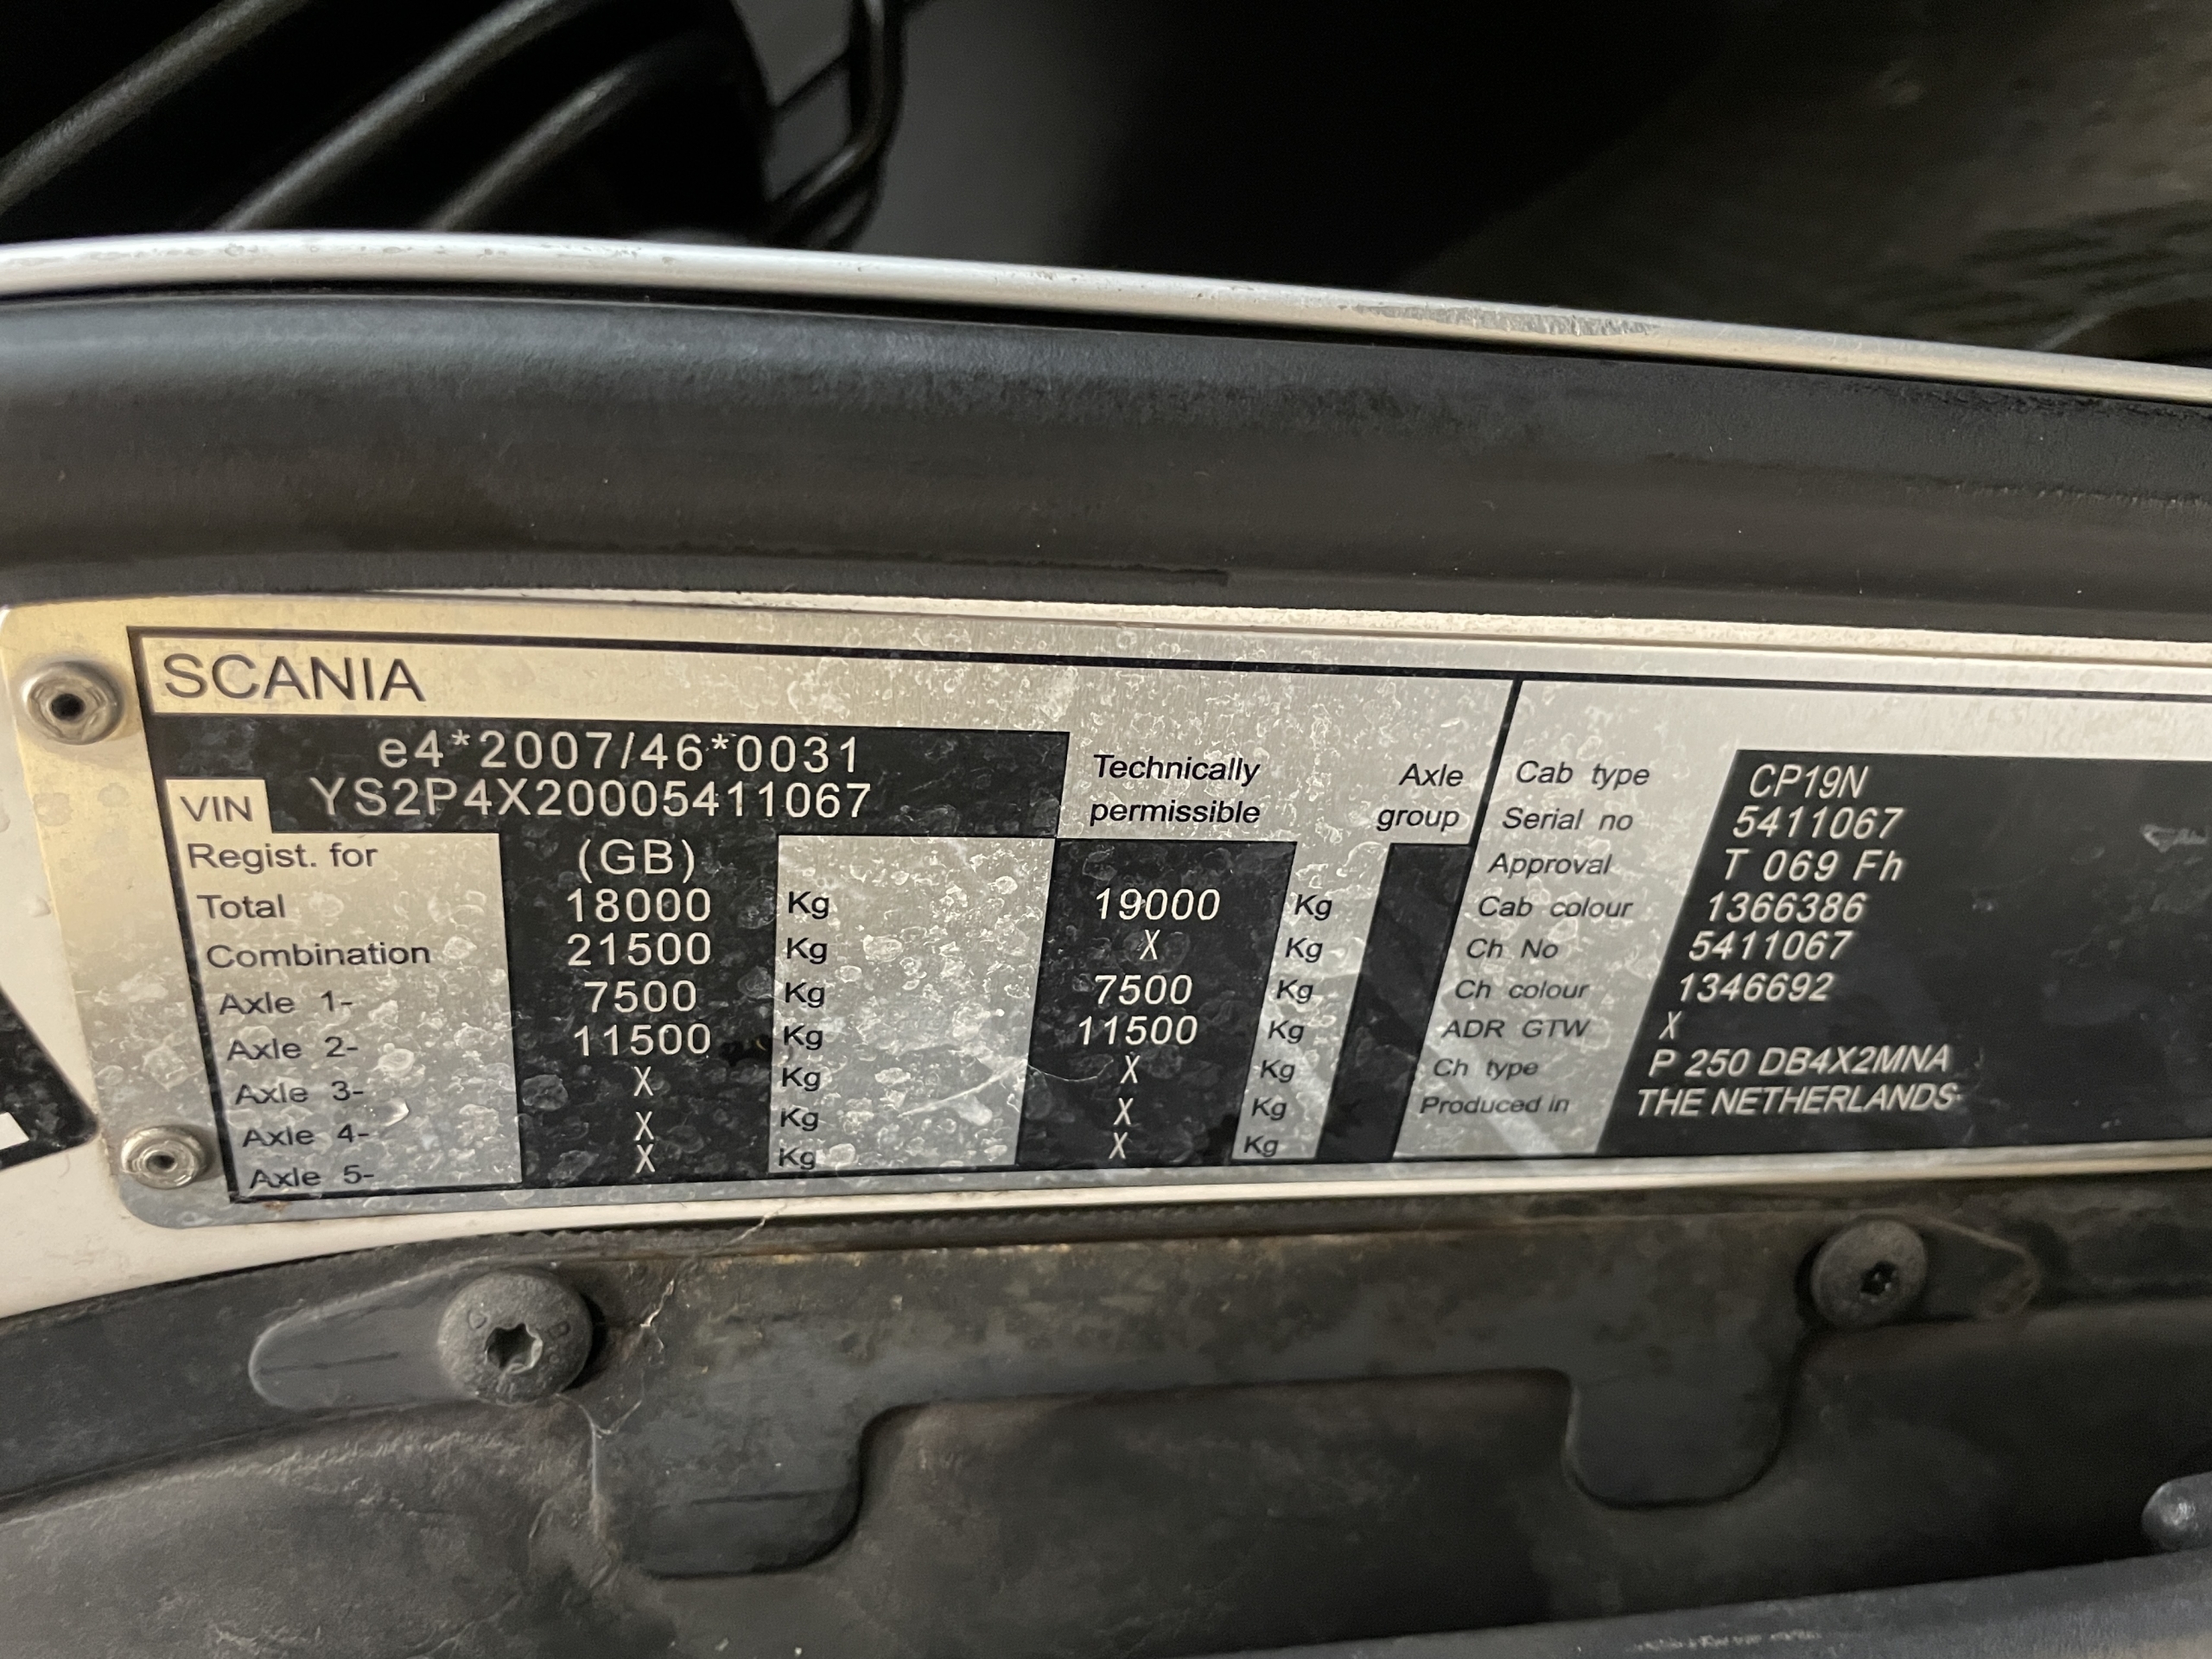 SCANIA
e4*2007/46*0031
VIN YS2P4X20005411067
Technically permissible
Axle group
Regist. for (GB)
Total 18000 Kg 19000 Kg
Combination 21500 Kg X Kg
Axle 1- 7500 Kg 7500 Kg
Axle 2- 11500 Kg 11500 Kg
Axle 3- X Kg X Kg
Axle 4- X Kg X Kg
Axle 5- X Kg X Kg
Cab type CP19N
Serial no 5411067
Approval T 069 Fh
Cab colour 1366386
Ch No 5411067
Ch colour 1346692
ADR GTW X
Ch type P 250 DB4X2MNA
Produced in THE NETHERLANDS